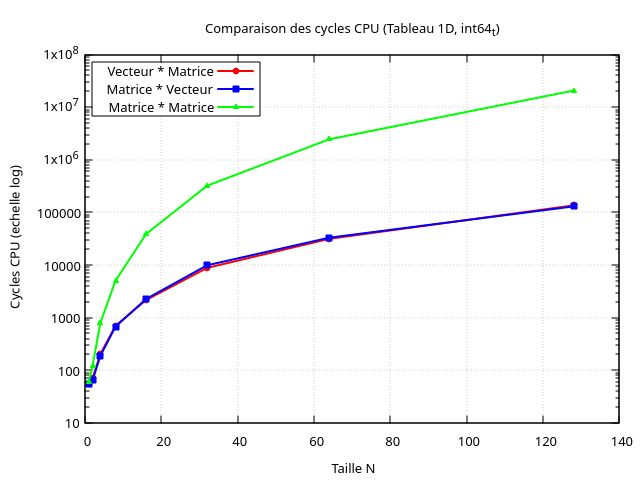 Comparaison des cycles CPU (Tableau 1D, int64t)
Vecteur * Matrice
Matrice * Vecteur
Matrice * Matrice
Cycles CPU (echelle log)
1x10^8
1x10^7
1x10^6
100000
10000
1000
100
10
0 20 40 60 80 100 120 140
Taille N